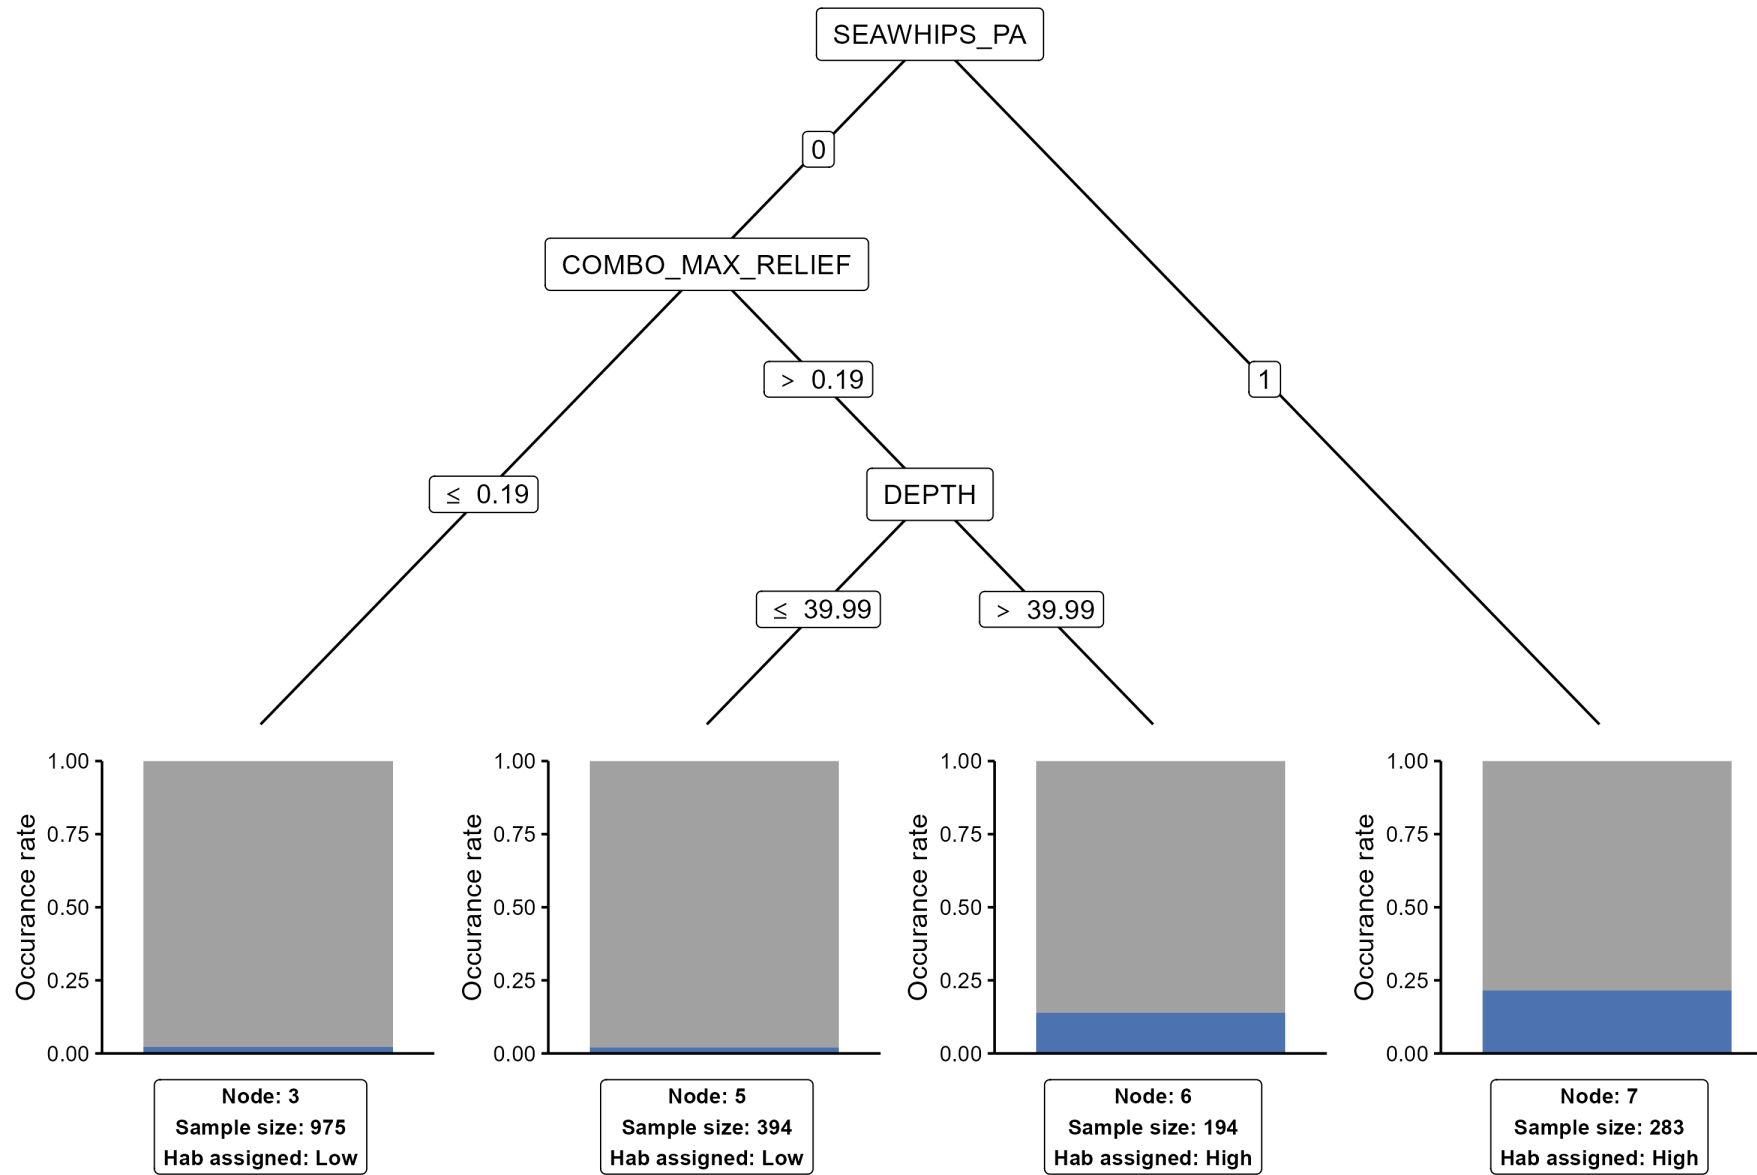 SEAWHIPS_PA
0
COMBO_MAX_RELIEF
> 0.19
1
≤ 0.19
DEPTH
≤ 39.99
> 39.99
Occurance rate
1.00
0.75
0.50
0.25
0.00
Occurance rate
1.00
0.75
0.50
0.25
0.00
Occurance rate
1.00
0.75
0.50
0.25
0.00
Occurance rate
1.00
0.75
0.50
0.25
0.00
Node: 3
Sample size: 975
Hab assigned: Low
Node: 5
Sample size: 394
Hab assigned: Low
Node: 6
Sample size: 194
Hab assigned: High
Node: 7
Sample size: 283
Hab assigned: High